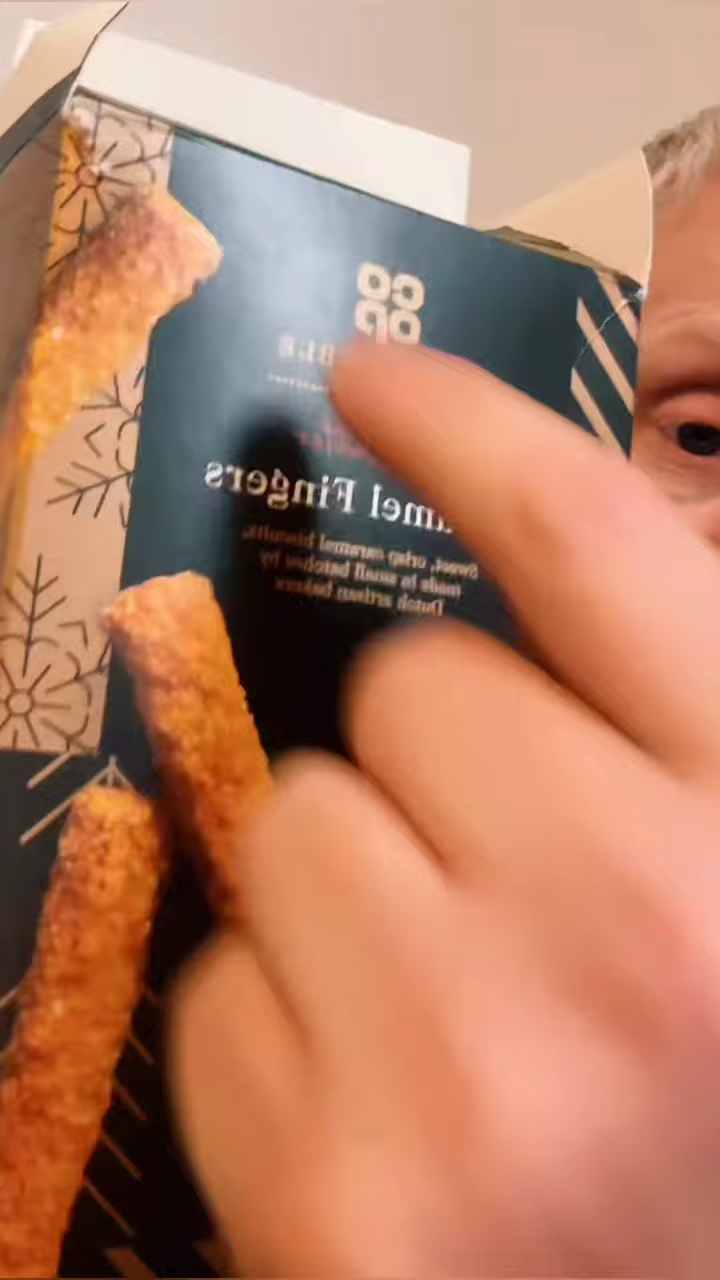 CO
OP
Fingers
Sweet, crisp caramel biscuits,
made in small batches by
Dutch artisan bakers